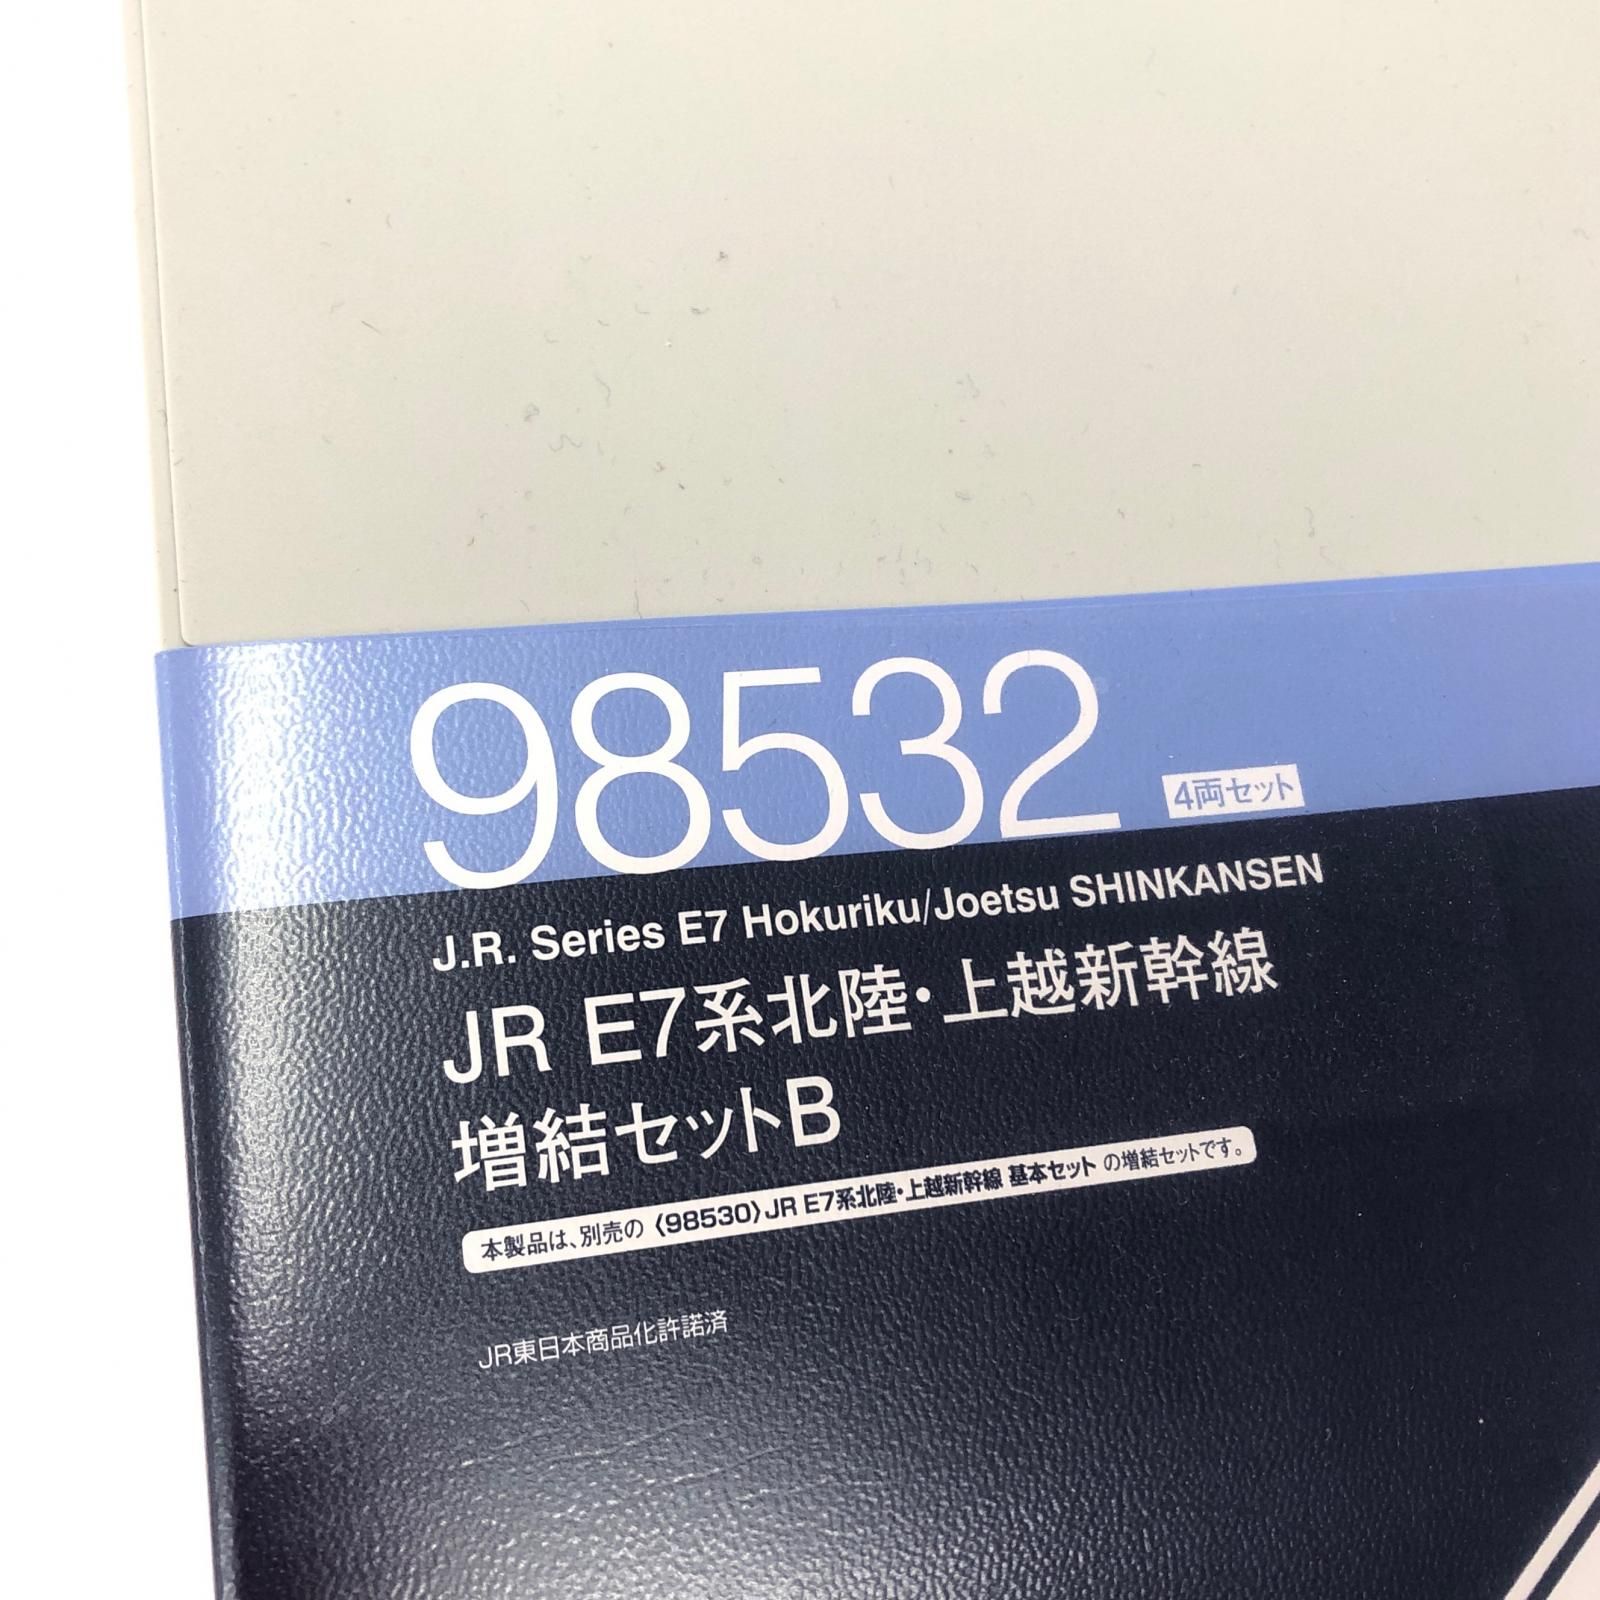 98532
4両セット
J.R. Series E7 Hokuriku/Joetsu SHINKANSEN
JR E7系北陸・上越新幹線
増結セットB
本製品は、別売の〈98530〉JR E7系北陸・上越新幹線 基本セット の増結セットです。
JR東日本商品化許諾済